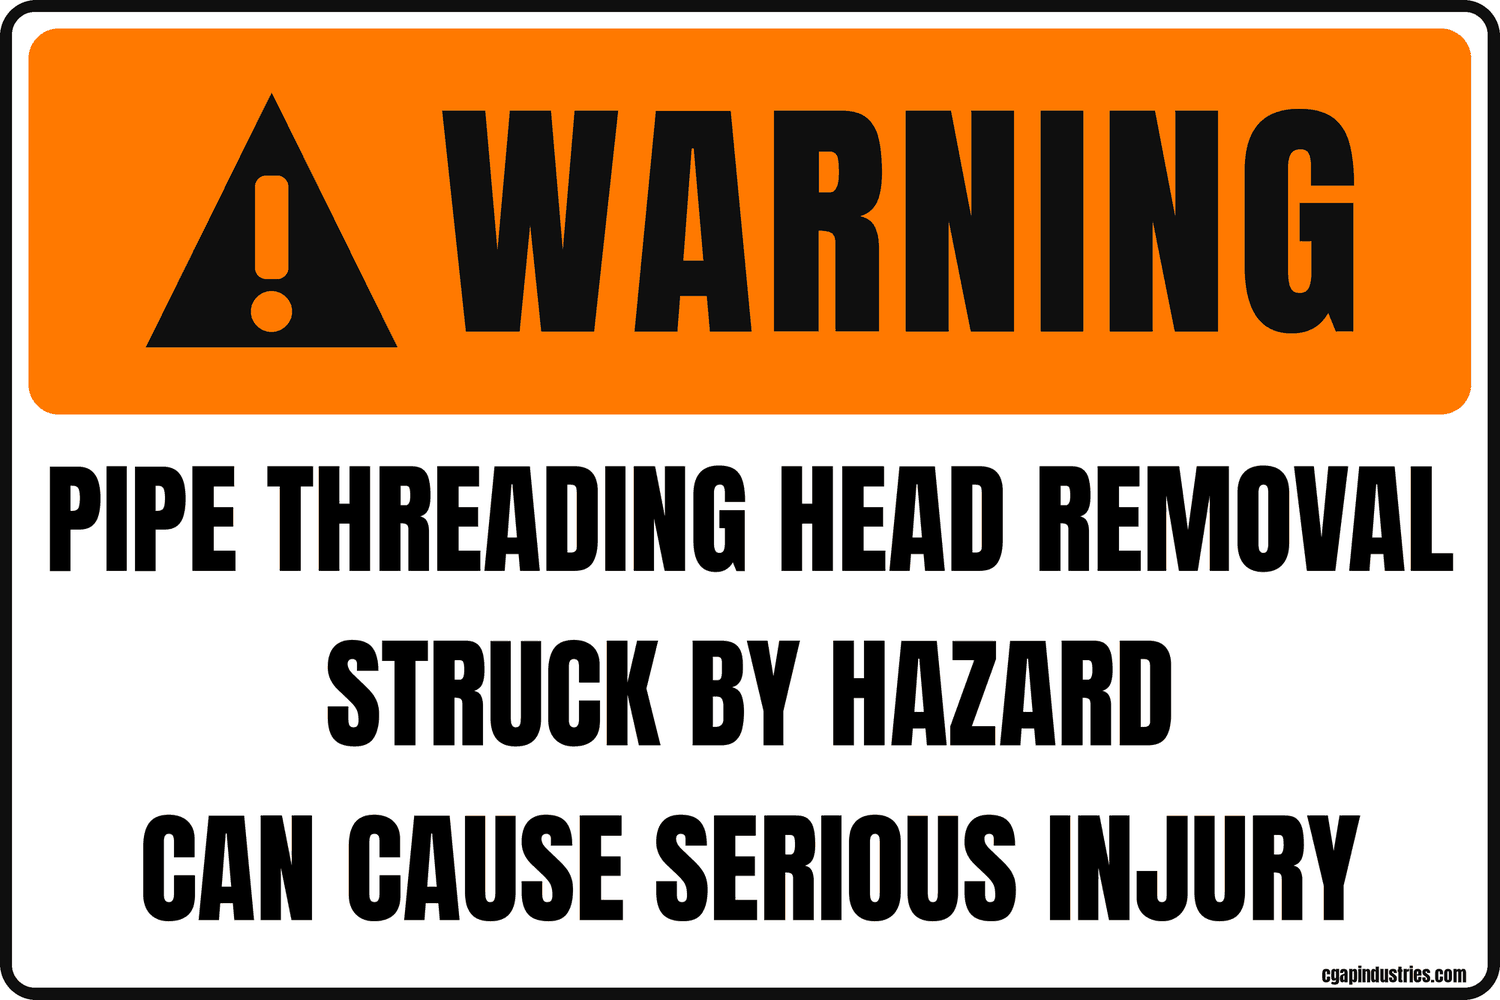 WARNING
PIPE THREADING HEAD REMOVAL
STRUCK BY HAZARD
CAN CAUSE SERIOUS INJURY
cgapindustries.com